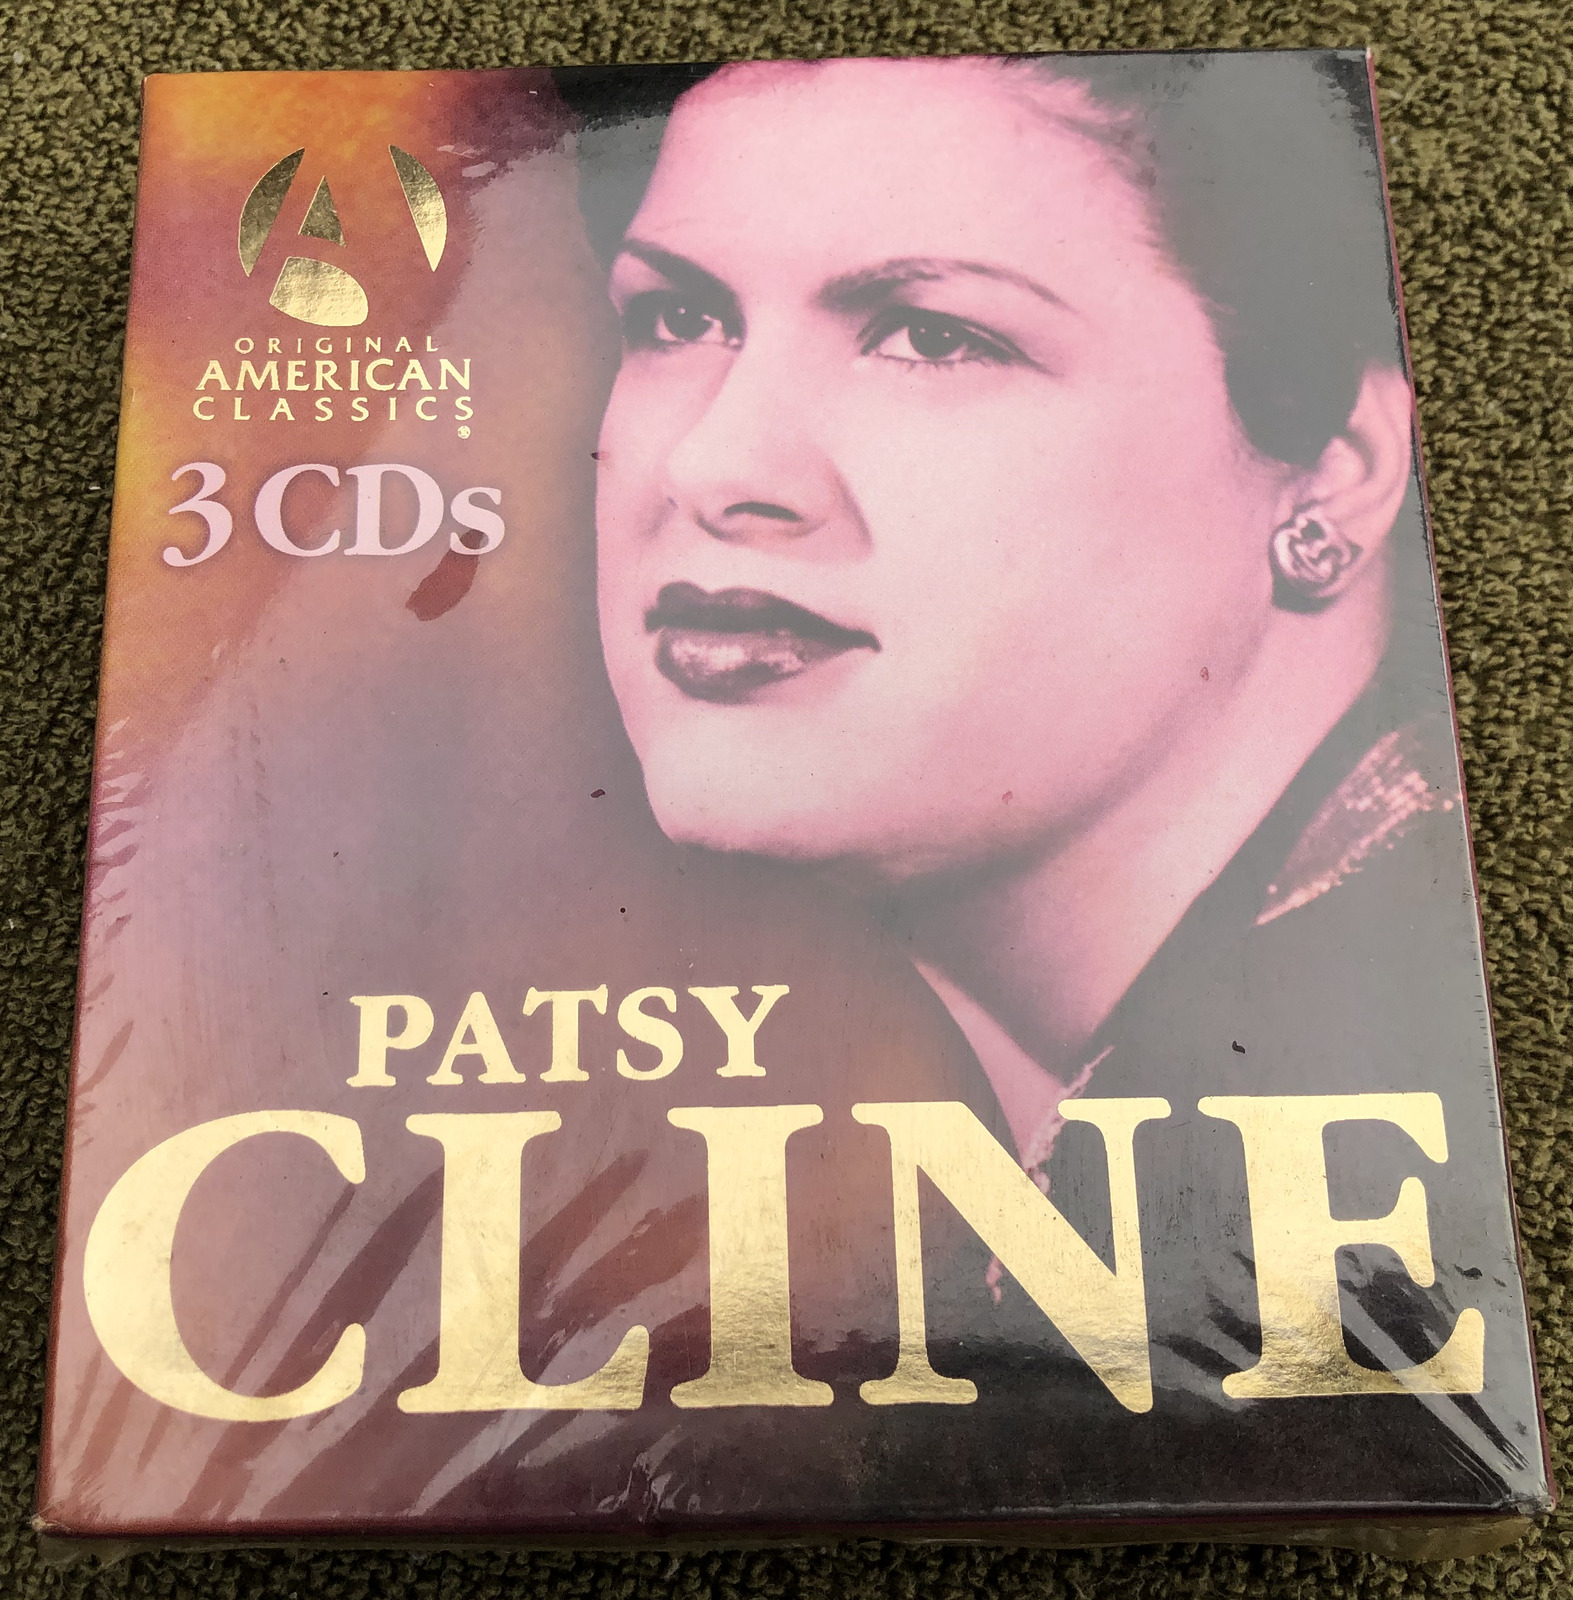 ORIGINAL
AMERICAN
CLASSICS
3 CDs
PATSY
CLINE